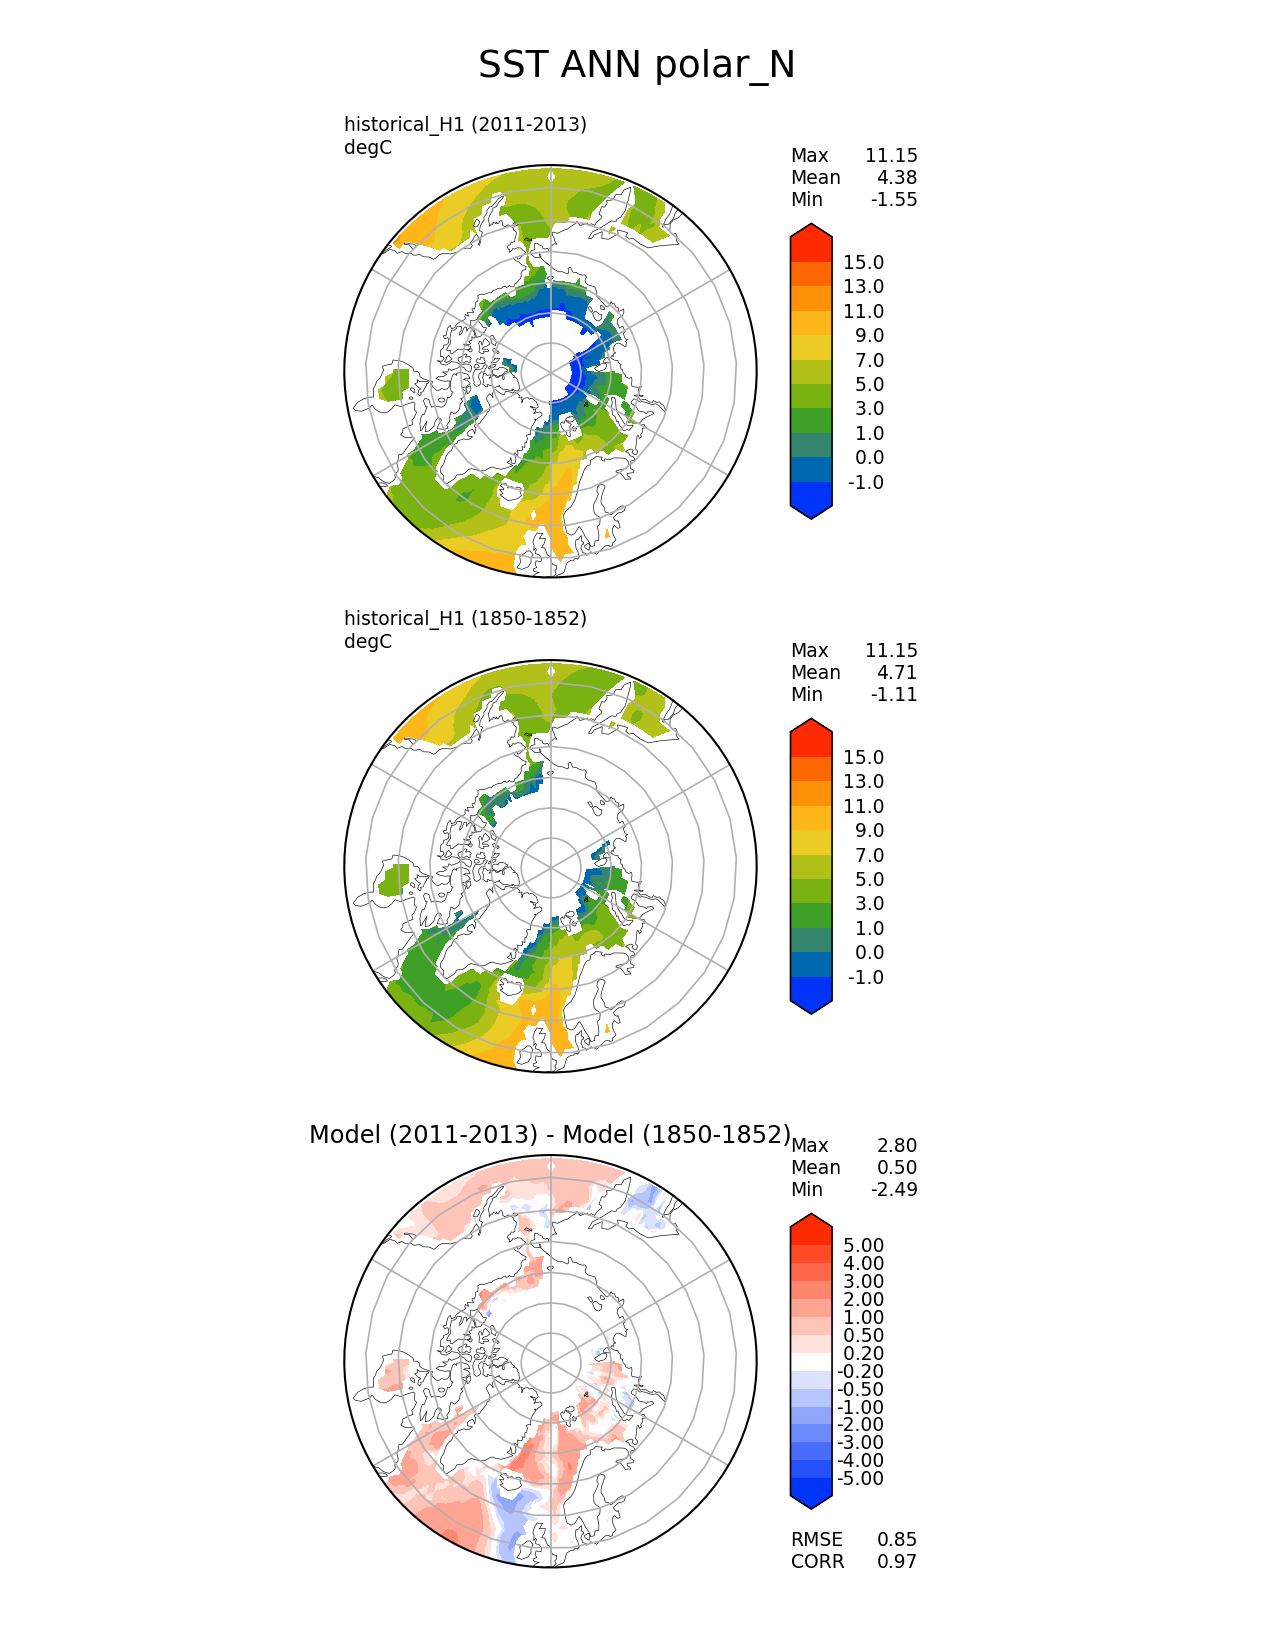 SST ANN polar_N
historical_H1 (2011-2013)
degC
Max 11.15
Mean 4.38
Min -1.55
15.0
13.0
11.0
9.0
7.0
5.0
3.0
1.0
0.0
-1.0
historical_H1 (1850-1852)
degC
Max 11.15
Mean 4.71
Min -1.11
15.0
13.0
11.0
9.0
7.0
5.0
3.0
1.0
0.0
-1.0
Model (2011-2013) - Model (1850-1852)
Max 2.80
Mean 0.50
Min -2.49
5.00
4.00
3.00
2.00
1.00
0.50
0.20
-0.20
-0.50
-1.00
-2.00
-3.00
-4.00
-5.00
RMSE 0.85
CORR 0.97